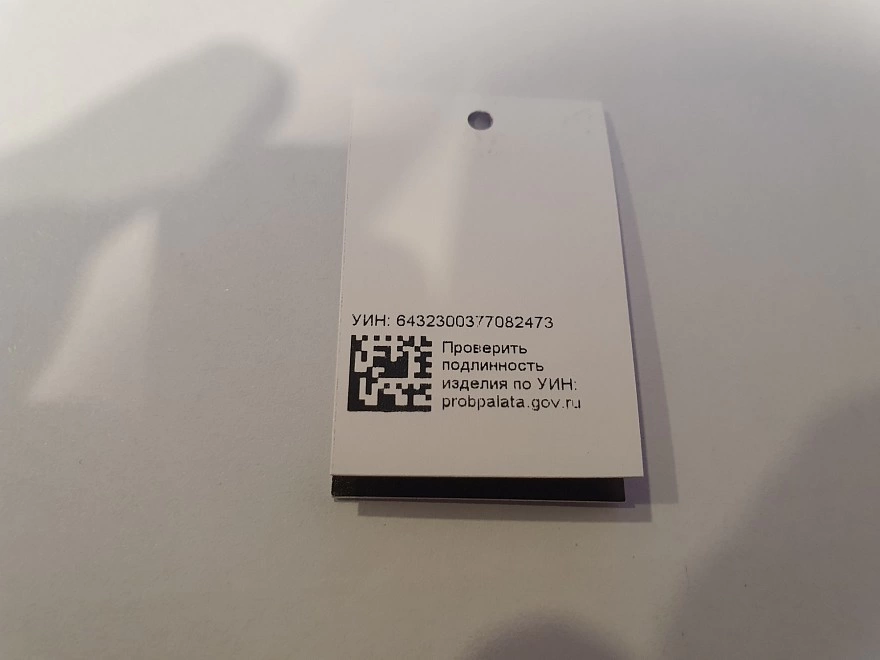 УИН: 6432300377082473
Проверить
подлинность
изделия по УИН:
probpalata.gov.ru